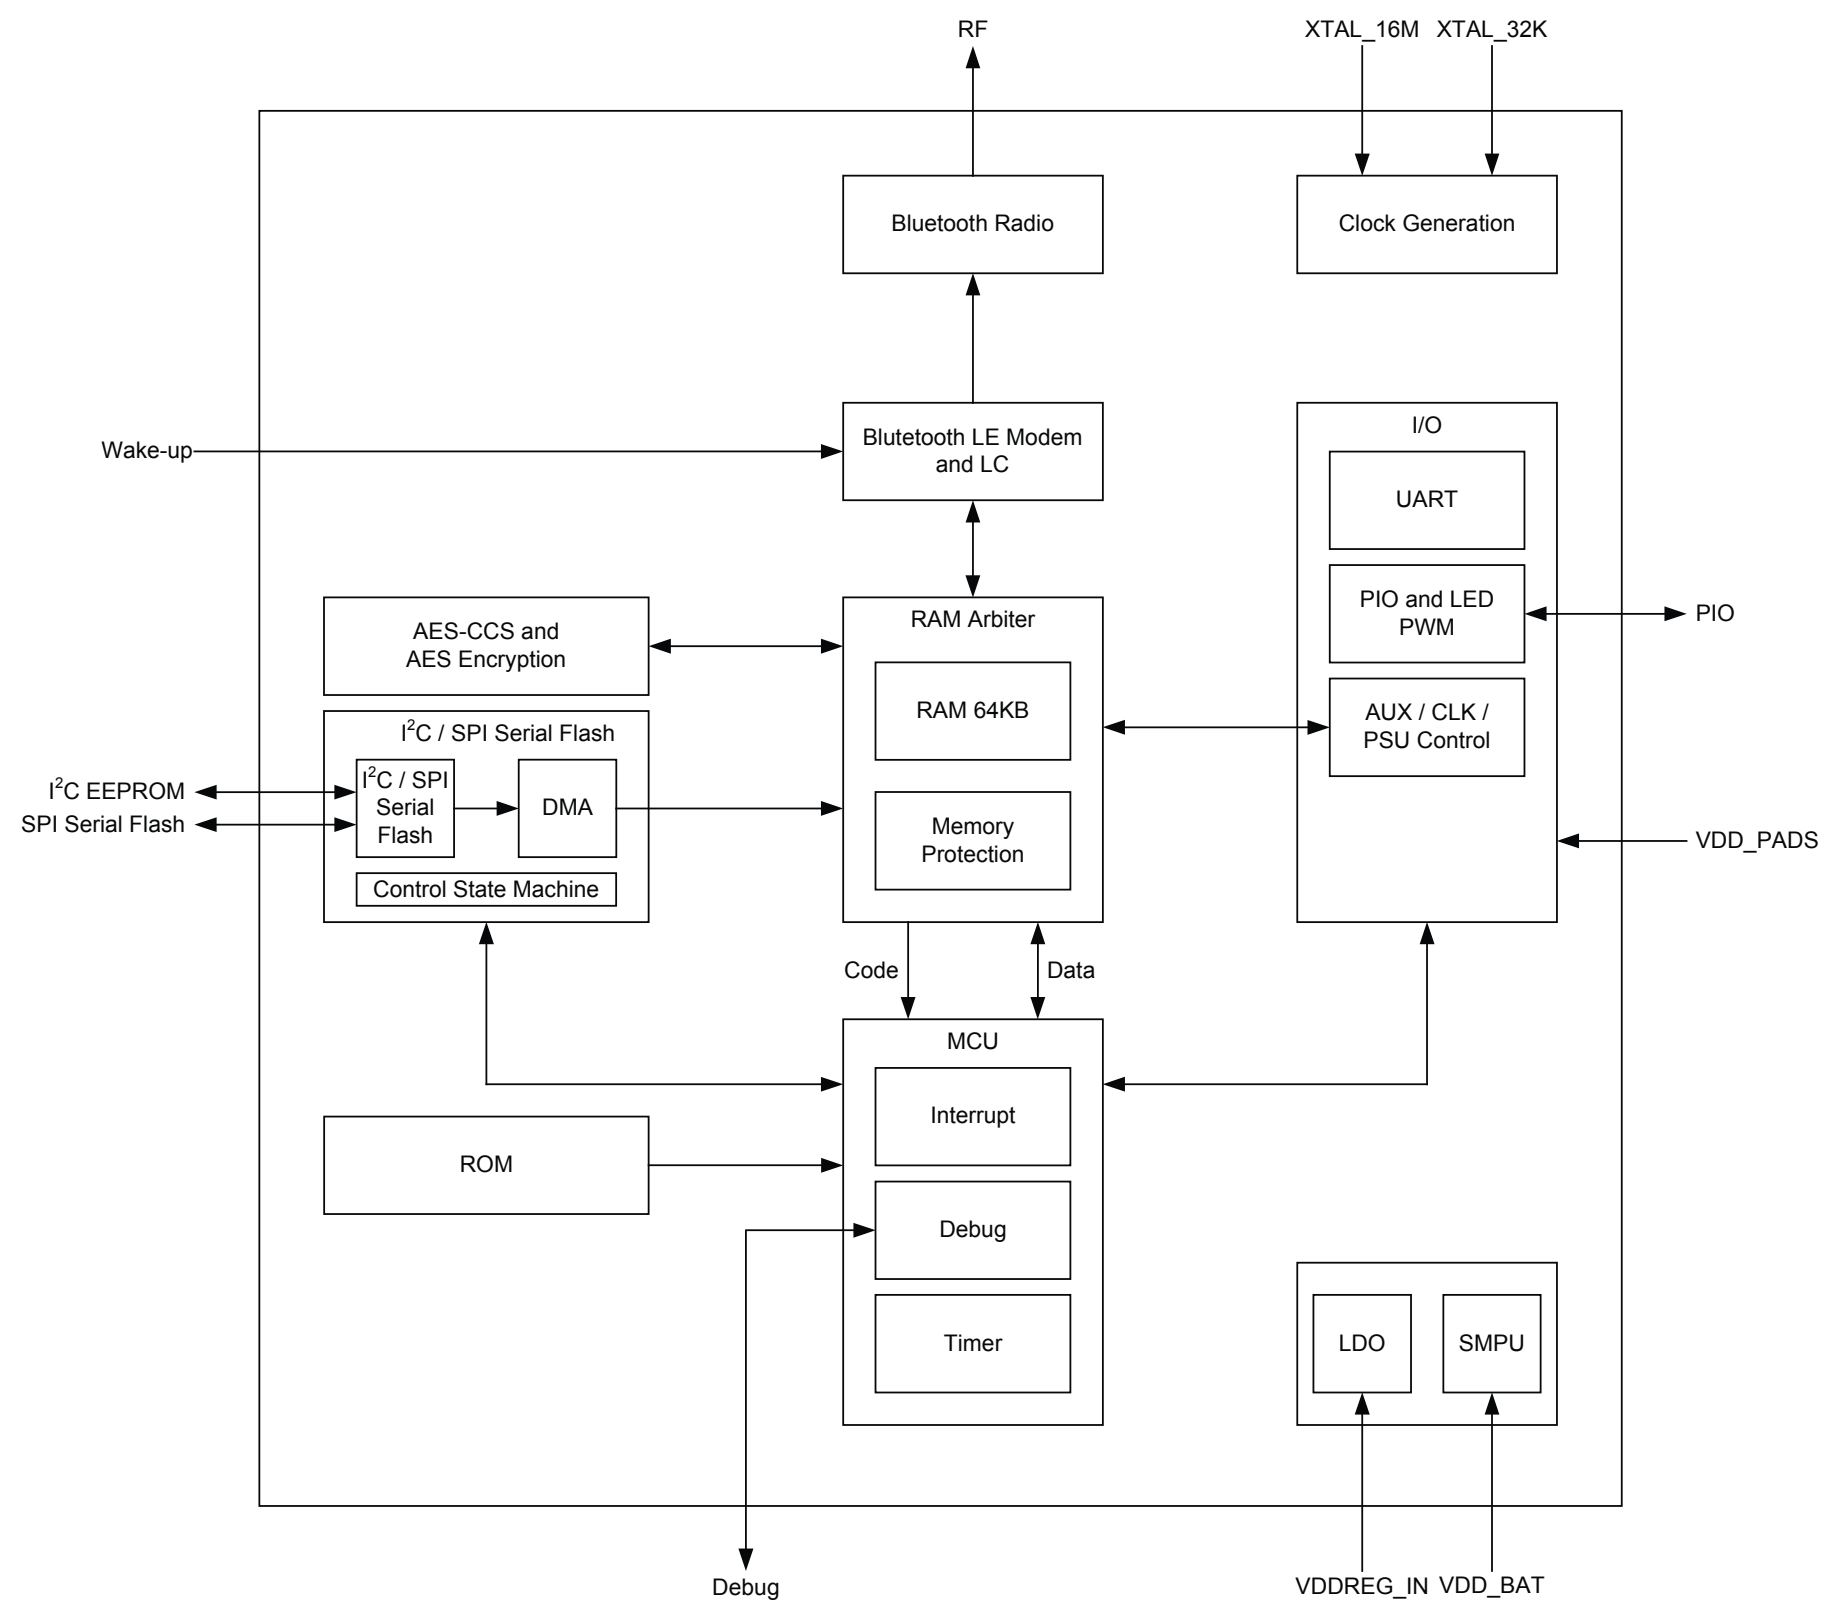 RF
XTAL_16M
XTAL_32K
Bluetooth Radio
Clock Generation
Wake-up
Blutetooth LE Modem
and LC
I/O
UART
PIO and LED
PWM
PIO
AUX / CLK /
PSU Control
VDD_PADS
AES-CCS and
AES Encryption
RAM Arbiter
RAM 64KB
Memory
Protection
I²C / SPI Serial Flash
I²C / SPI
Serial
Flash
DMA
Control State Machine
I²C EEPROM
SPI Serial Flash
Code
Data
MCU
Interrupt
Debug
Timer
ROM
LDO
SMPU
Debug
VDDREG_IN
VDD_BAT